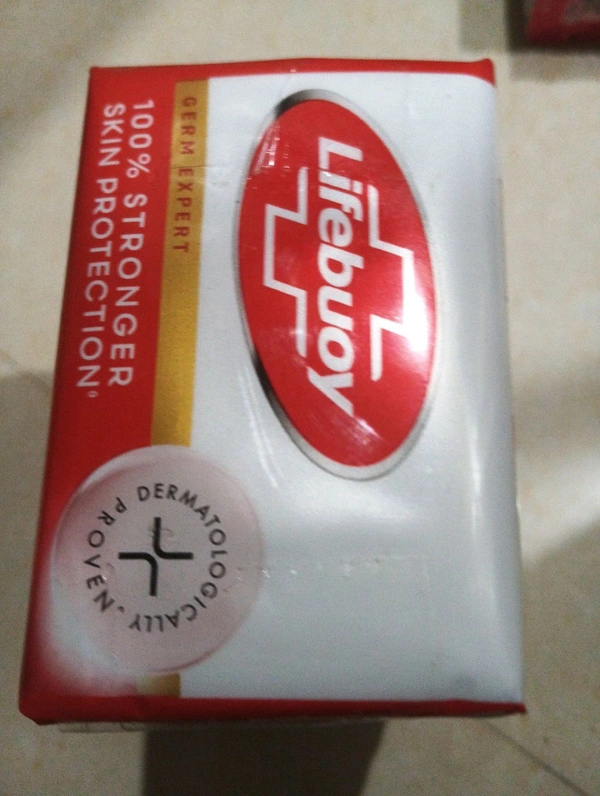 Lifebuoy
GERM EXPERT
100% STRONGER
SKIN PROTECTION°
DERMATOLOGICALLY PROVEN